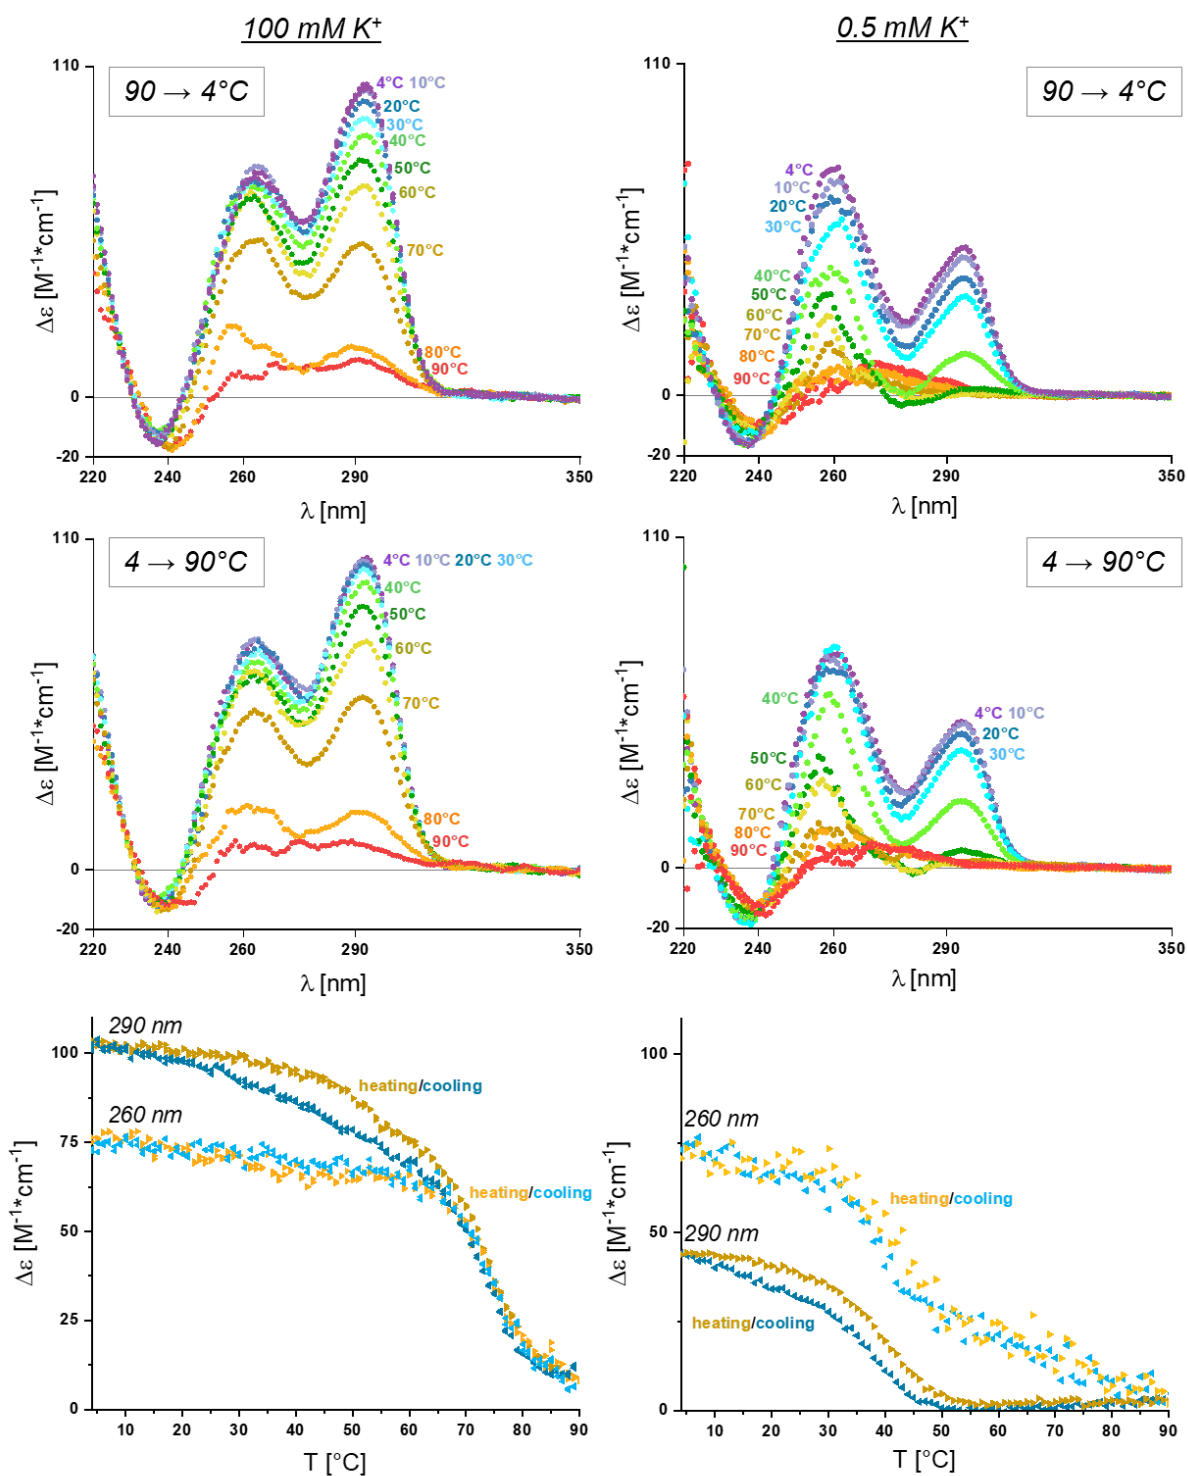 100 mM K⁺
0.5 mM K⁺
110
90 → 4°C
4°C 10°C
20°C
30°C
40°C
50°C
60°C
70°C
80°C
90°C
Δε [M⁻¹*cm⁻¹]
0
-20
220 240 260 290 350
λ [nm]
110
90 → 4°C
4°C
10°C
20°C
30°C
40°C
50°C
60°C
70°C
80°C
90°C
Δε [M⁻¹*cm⁻¹]
0
-20
220 240 260 290 350
λ [nm]
110
4 → 90°C
4°C 10°C 20°C 30°C
40°C
50°C
60°C
70°C
80°C
90°C
Δε [M⁻¹*cm⁻¹]
0
-20
220 240 260 290 350
λ [nm]
110
4 → 90°C
40°C
4°C 10°C
20°C
30°C
50°C
60°C
70°C
80°C
90°C
Δε [M⁻¹*cm⁻¹]
0
-20
220 240 260 290 350
λ [nm]
290 nm
100
heating/cooling
260 nm
75
heating/cooling
50
25
0
Δε [M⁻¹*cm⁻¹]
10 20 30 40 50 60 70 80 90
T [°C]
100
260 nm
heating/cooling
50
290 nm
heating/cooling
0
Δε [M⁻¹*cm⁻¹]
10 20 30 40 50 60 70 80 90
T [°C]